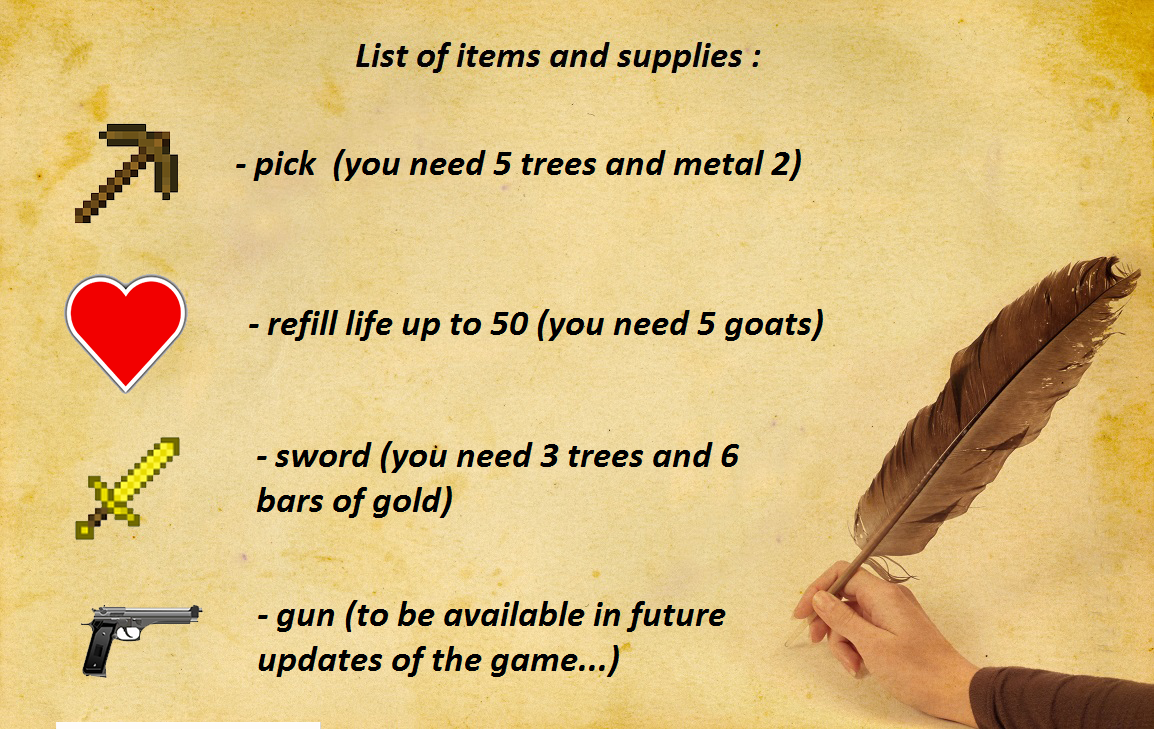 List of items and supplies :
- pick  (you need 5 trees and metal 2)
- refill life up to 50 (you need 5 goats)
- sword (you need 3 trees and 6
bars of gold)
- gun (to be available in future
updates of the game...)